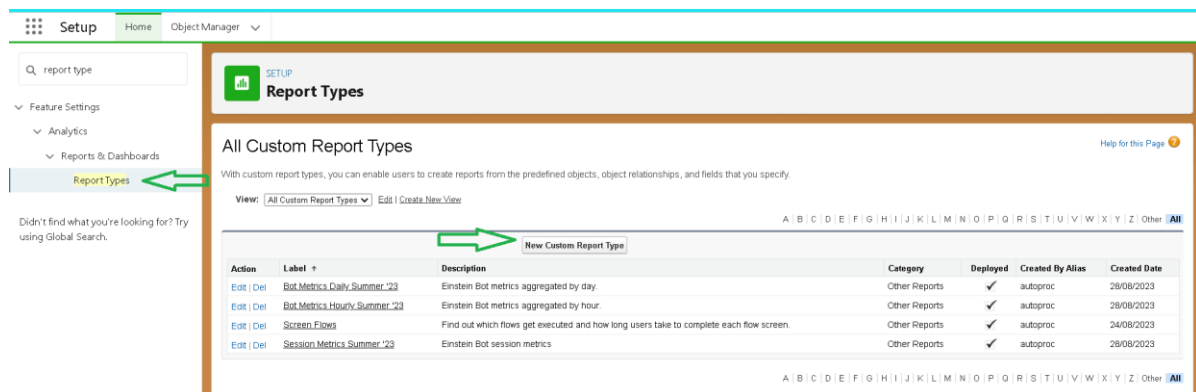 Setup Home Object Manager
report type
Feature Settings
Analytics
Reports & Dashboards
Report Types
Didn't find what you're looking for? Try
using Global Search.
SETUP
Report Types
All Custom Report Types
Help for this Page ?
With custom report types, you can enable users to create reports from the predefined objects, object relationships, and fields that you specify.
View: All Custom Report Types Edit | Create New View
A | B | C | D | E | F | G | H | I | J | K | L | M | N | O | P | Q | R | S | T | U | V | W | X | Y | Z | Other All
New Custom Report Type
Action Label ↑ Description Category Deployed Created By Alias Created Date
Edit | Del Bot Metrics Daily Summer '23 Einstein Bot metrics aggregated by day. Other Reports ✓ autoproc 28/08/2023
Edit | Del Bot Metrics Hourly Summer '23 Einstein Bot metrics aggregated by hour. Other Reports ✓ autoproc 28/08/2023
Edit | Del Screen Flows Find out which flows get executed and how long users take to complete each flow screen. Other Reports ✓ autoproc 24/08/2023
Edit | Del Session Metrics Summer '23 Einstein Bot session metrics Other Reports ✓ autoproc 28/08/2023
A | B | C | D | E | F | G | H | I | J | K | L | M | N | O | P | Q | R | S | T | U | V | W | X | Y | Z | Other All